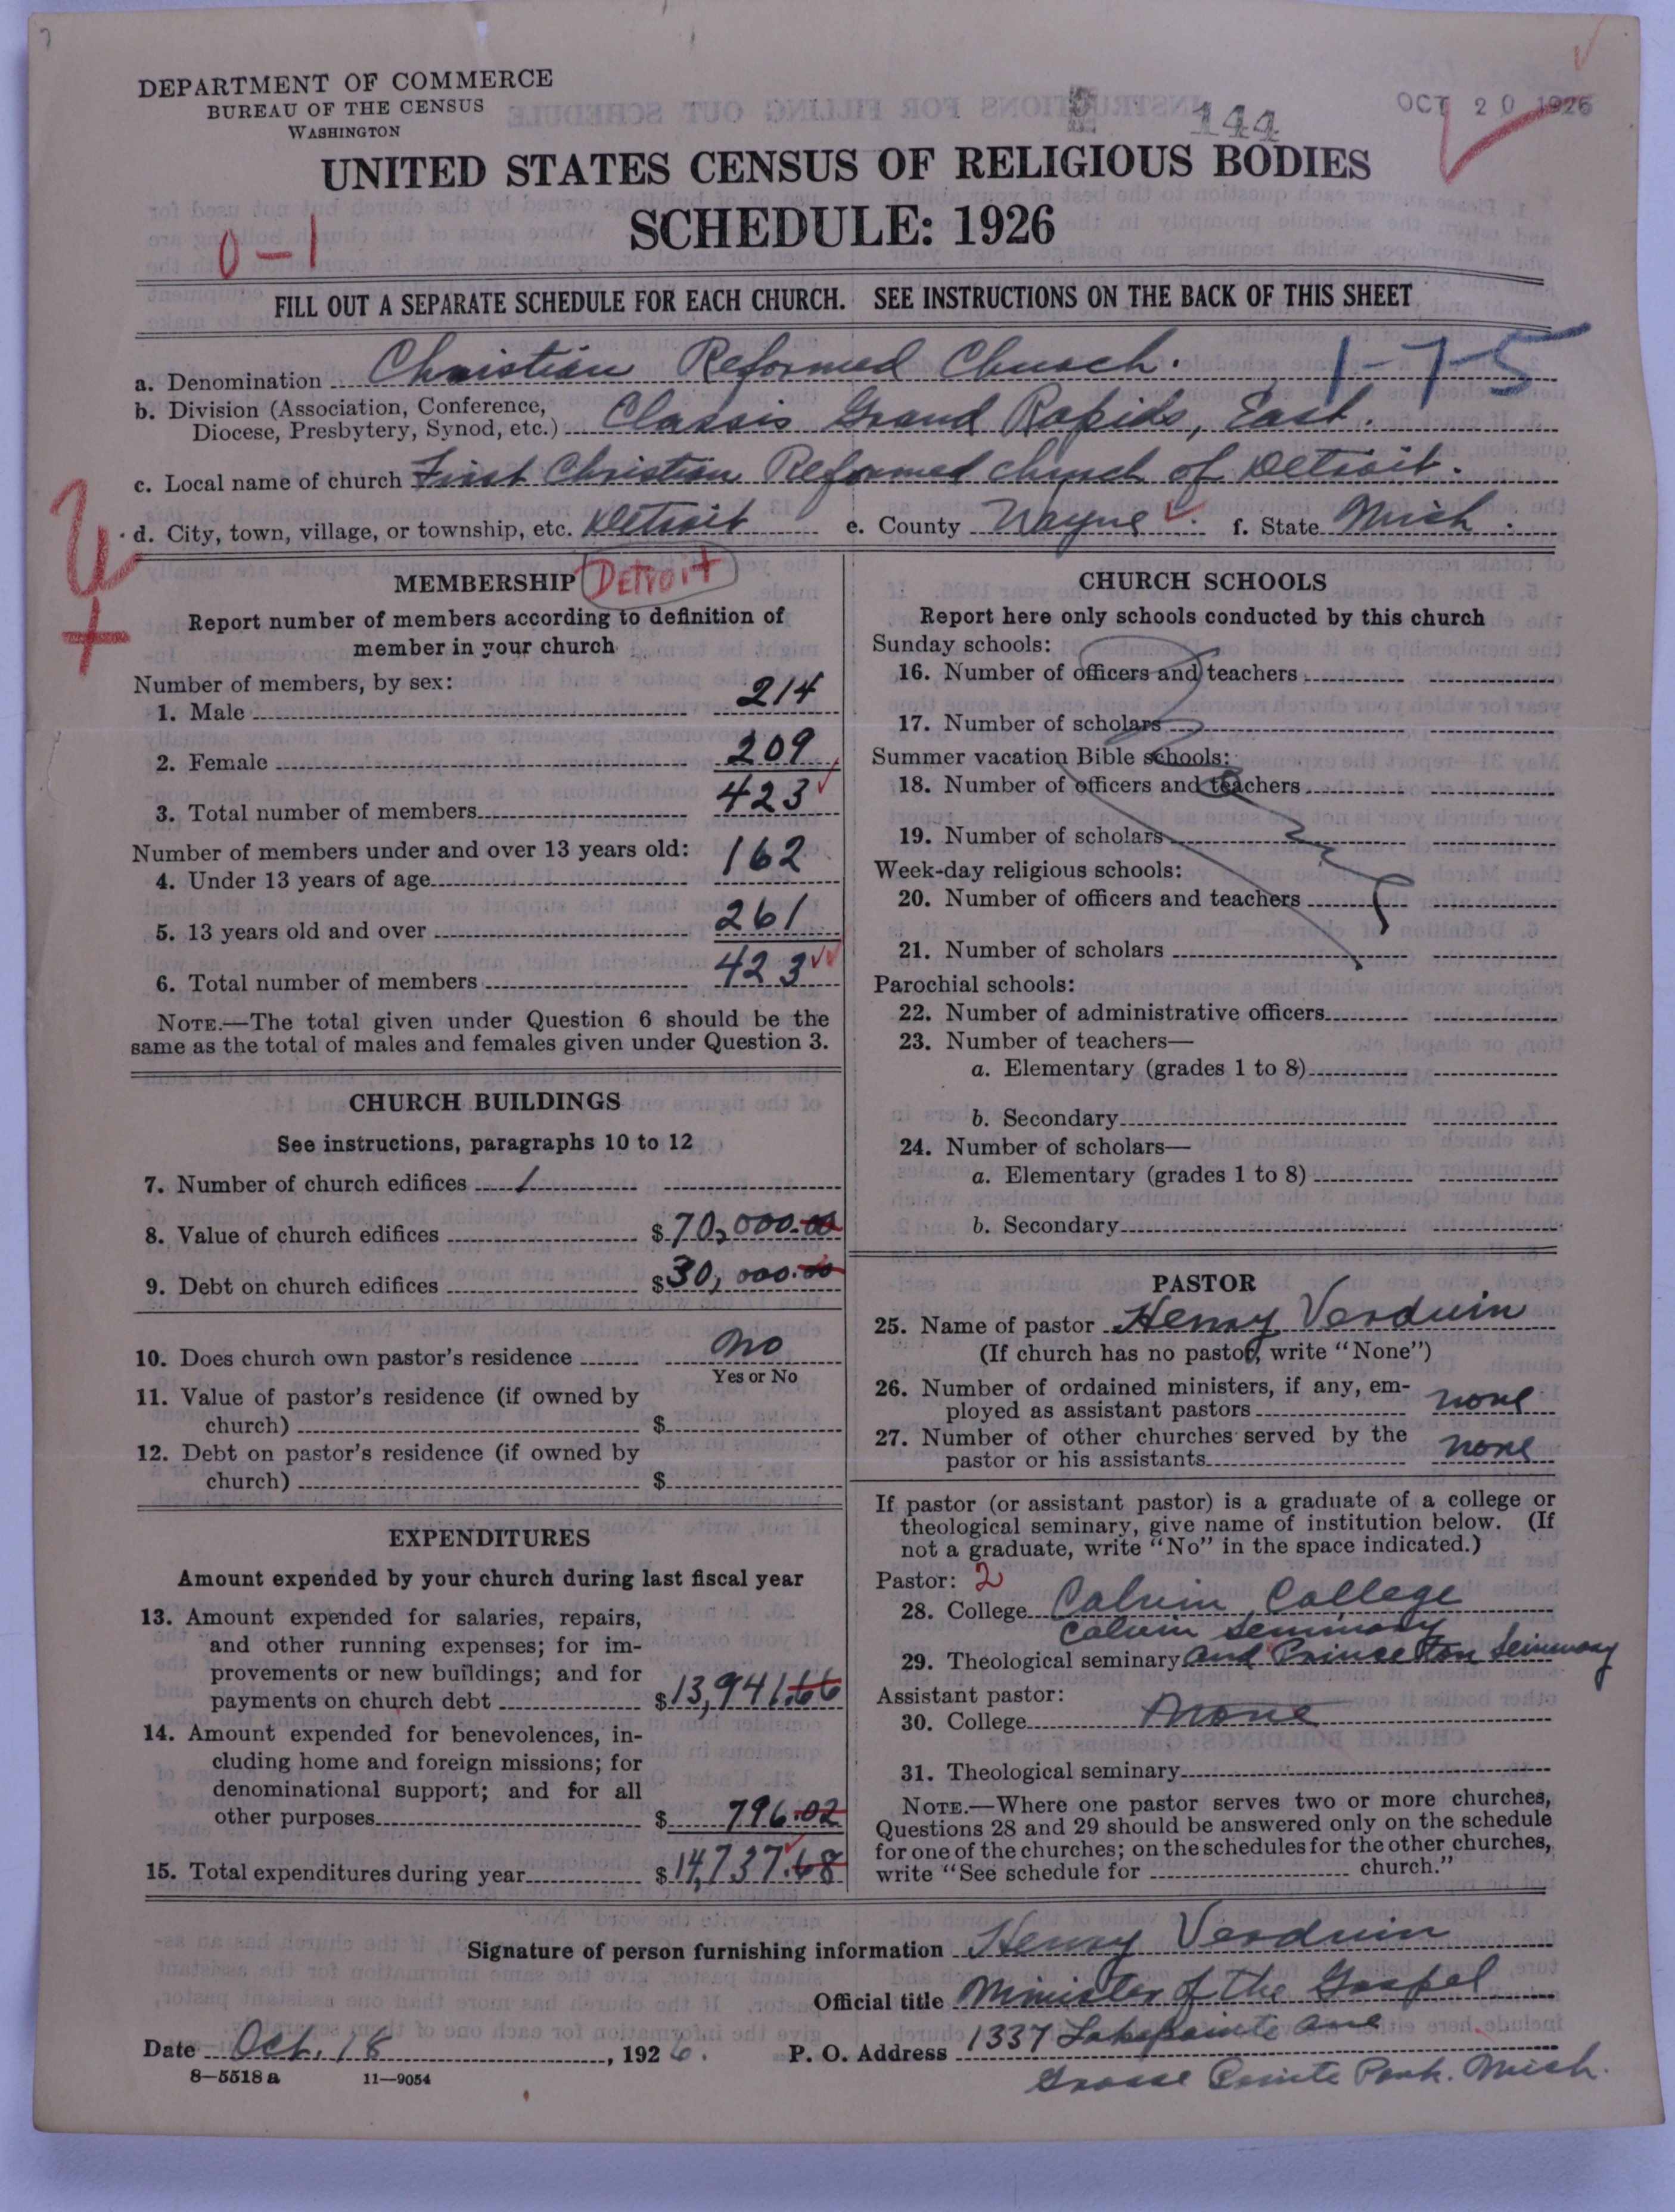 DEPARTMENT OF COMMERCE
BUREAU OF THE CENSUS
WASHINGTON
144
OCT 20 1926
UNITED STATES CENSUS OF RELIGIOUS BODIES
SCHEDULE: 1926
0-1
FILL OUT A SEPARATE SCHEDULE FOR EACH CHURCH. SEE INSTRUCTIONS ON THE BACK OF THIS SHEET
a. Denomination Christian Reformed Church. 1-7-5
b. Division (Association, Conference,
Diocese, Presbytery, Synod, etc.) Classis Grand Rapids, East.
c. Local name of church First Christian Reformed church of Detroit.
d. City, town, village, or township, etc. Detroit e. County Wayne. f. State Mich.
MEMBERSHIP Detroit
Report number of members according to definition of
member in your church
Number of members, by sex:
1. Male 214
2. Female 209
3. Total number of members 423
Number of members under and over 13 years old:
4. Under 13 years of age 162
5. 13 years old and over 261
6. Total number of members 423
NOTE.—The total given under Question 6 should be the
same as the total of males and females given under Question 3.
CHURCH BUILDINGS
See instructions, paragraphs 10 to 12
7. Number of church edifices 1
8. Value of church edifices $70,000.00
9. Debt on church edifices $30,000.00
10. Does church own pastor's residence no
Yes or No
11. Value of pastor's residence (if owned by
church) $
12. Debt on pastor's residence (if owned by
church) $
EXPENDITURES
Amount expended by your church during last fiscal year
13. Amount expended for salaries, repairs,
and other running expenses; for im-
provements or new buildings; and for
payments on church debt $13,941.66
14. Amount expended for benevolences, in-
cluding home and foreign missions; for
denominational support; and for all
other purposes $796.02
15. Total expenditures during year $14,737.68
CHURCH SCHOOLS
Report here only schools conducted by this church
Sunday schools:
16. Number of officers and teachers
17. Number of scholars
Summer vacation Bible schools:
18. Number of officers and teachers
19. Number of scholars
Week-day religious schools:
20. Number of officers and teachers
21. Number of scholars
Parochial schools:
22. Number of administrative officers
23. Number of teachers—
a. Elementary (grades 1 to 8)
b. Secondary
24. Number of scholars—
a. Elementary (grades 1 to 8)
b. Secondary
PASTOR
25. Name of pastor Henry Verduin
(If church has no pastor, write "None")
26. Number of ordained ministers, if any, em-
ployed as assistant pastors none
27. Number of other churches served by the
pastor or his assistants none
If pastor (or assistant pastor) is a graduate of a college or
theological seminary, give name of institution below. (If
not a graduate, write "No" in the space indicated.)
Pastor: 2
28. College Calvin College
Calvin Seminary
29. Theological seminary and Princeton Seminary
Assistant pastor:
30. College None
31. Theological seminary
NOTE.—Where one pastor serves two or more churches,
Questions 28 and 29 should be answered only on the schedule
for one of the churches; on the schedules for the other churches,
write "See schedule for church."
Signature of person furnishing information Henry Verduin
Official title Minister of the Gospel
Date Oct. 18, 1926. P. O. Address 1337 Lakepointe Ave
Grosse Pointe Park. Mich.
8-5518a 11-9054